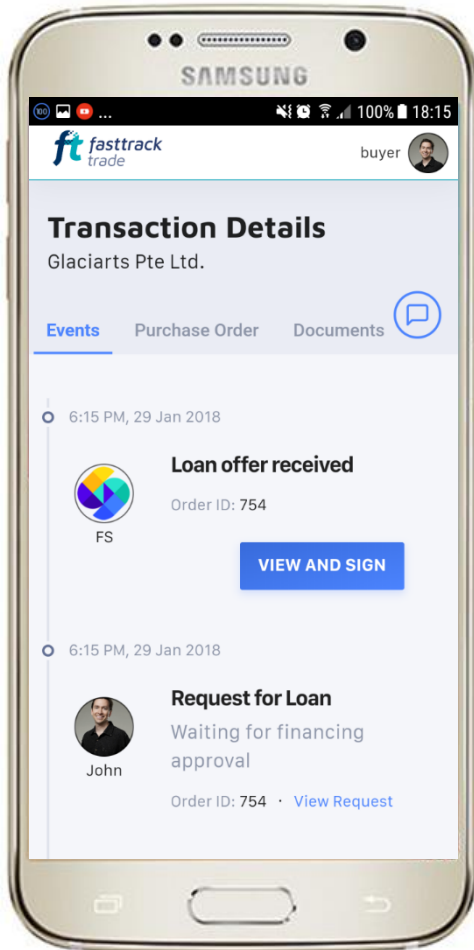 SAMSUNG
100 ... 100% 18:15
ft fasttrack
trade
buyer
Transaction Details
Glaciarts Pte Ltd.
Events Purchase Order Documents
6:15 PM, 29 Jan 2018
Loan offer received
Order ID: 754
FS
VIEW AND SIGN
6:15 PM, 29 Jan 2018
Request for Loan
Waiting for financing
approval
John
Order ID: 754 · View Request